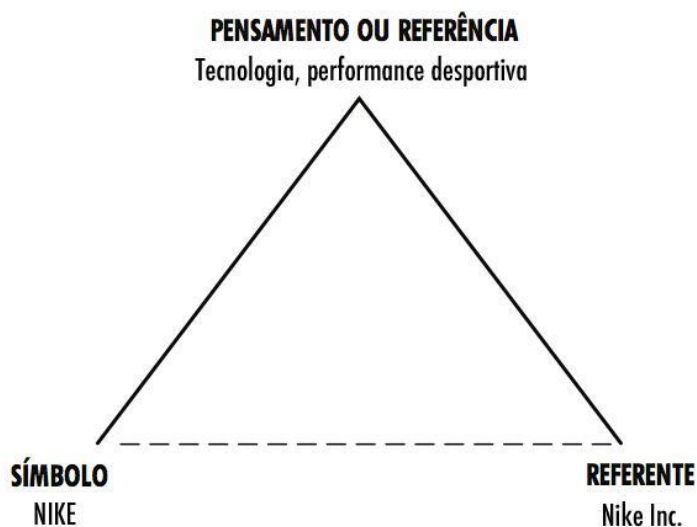 PENSAMENTO OU REFERÊNCIA
Tecnologia, performance desportiva
SÍMBOLO
NIKE
REFERENTE
Nike Inc.